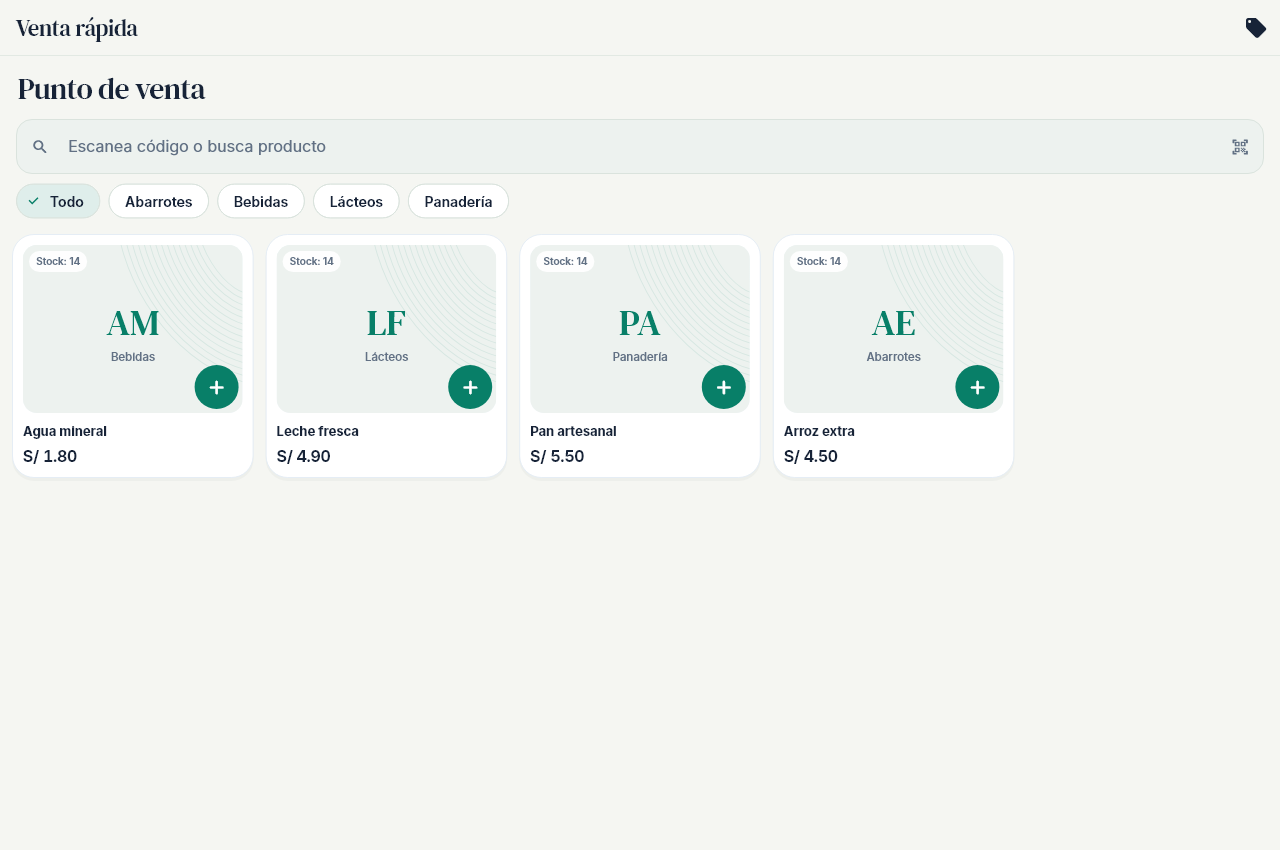 Venta rápida
Punto de venta
Escanea código o busca producto
Todo Abarrotes Bebidas Lácteos Panadería
Stock: 14
AM
Bebidas
Agua mineral
S/ 1.80
Stock: 14
LF
Lácteos
Leche fresca
S/ 4.90
Stock: 14
PA
Panadería
Pan artesanal
S/ 5.50
Stock: 14
AE
Abarrotes
Arroz extra
S/ 4.50